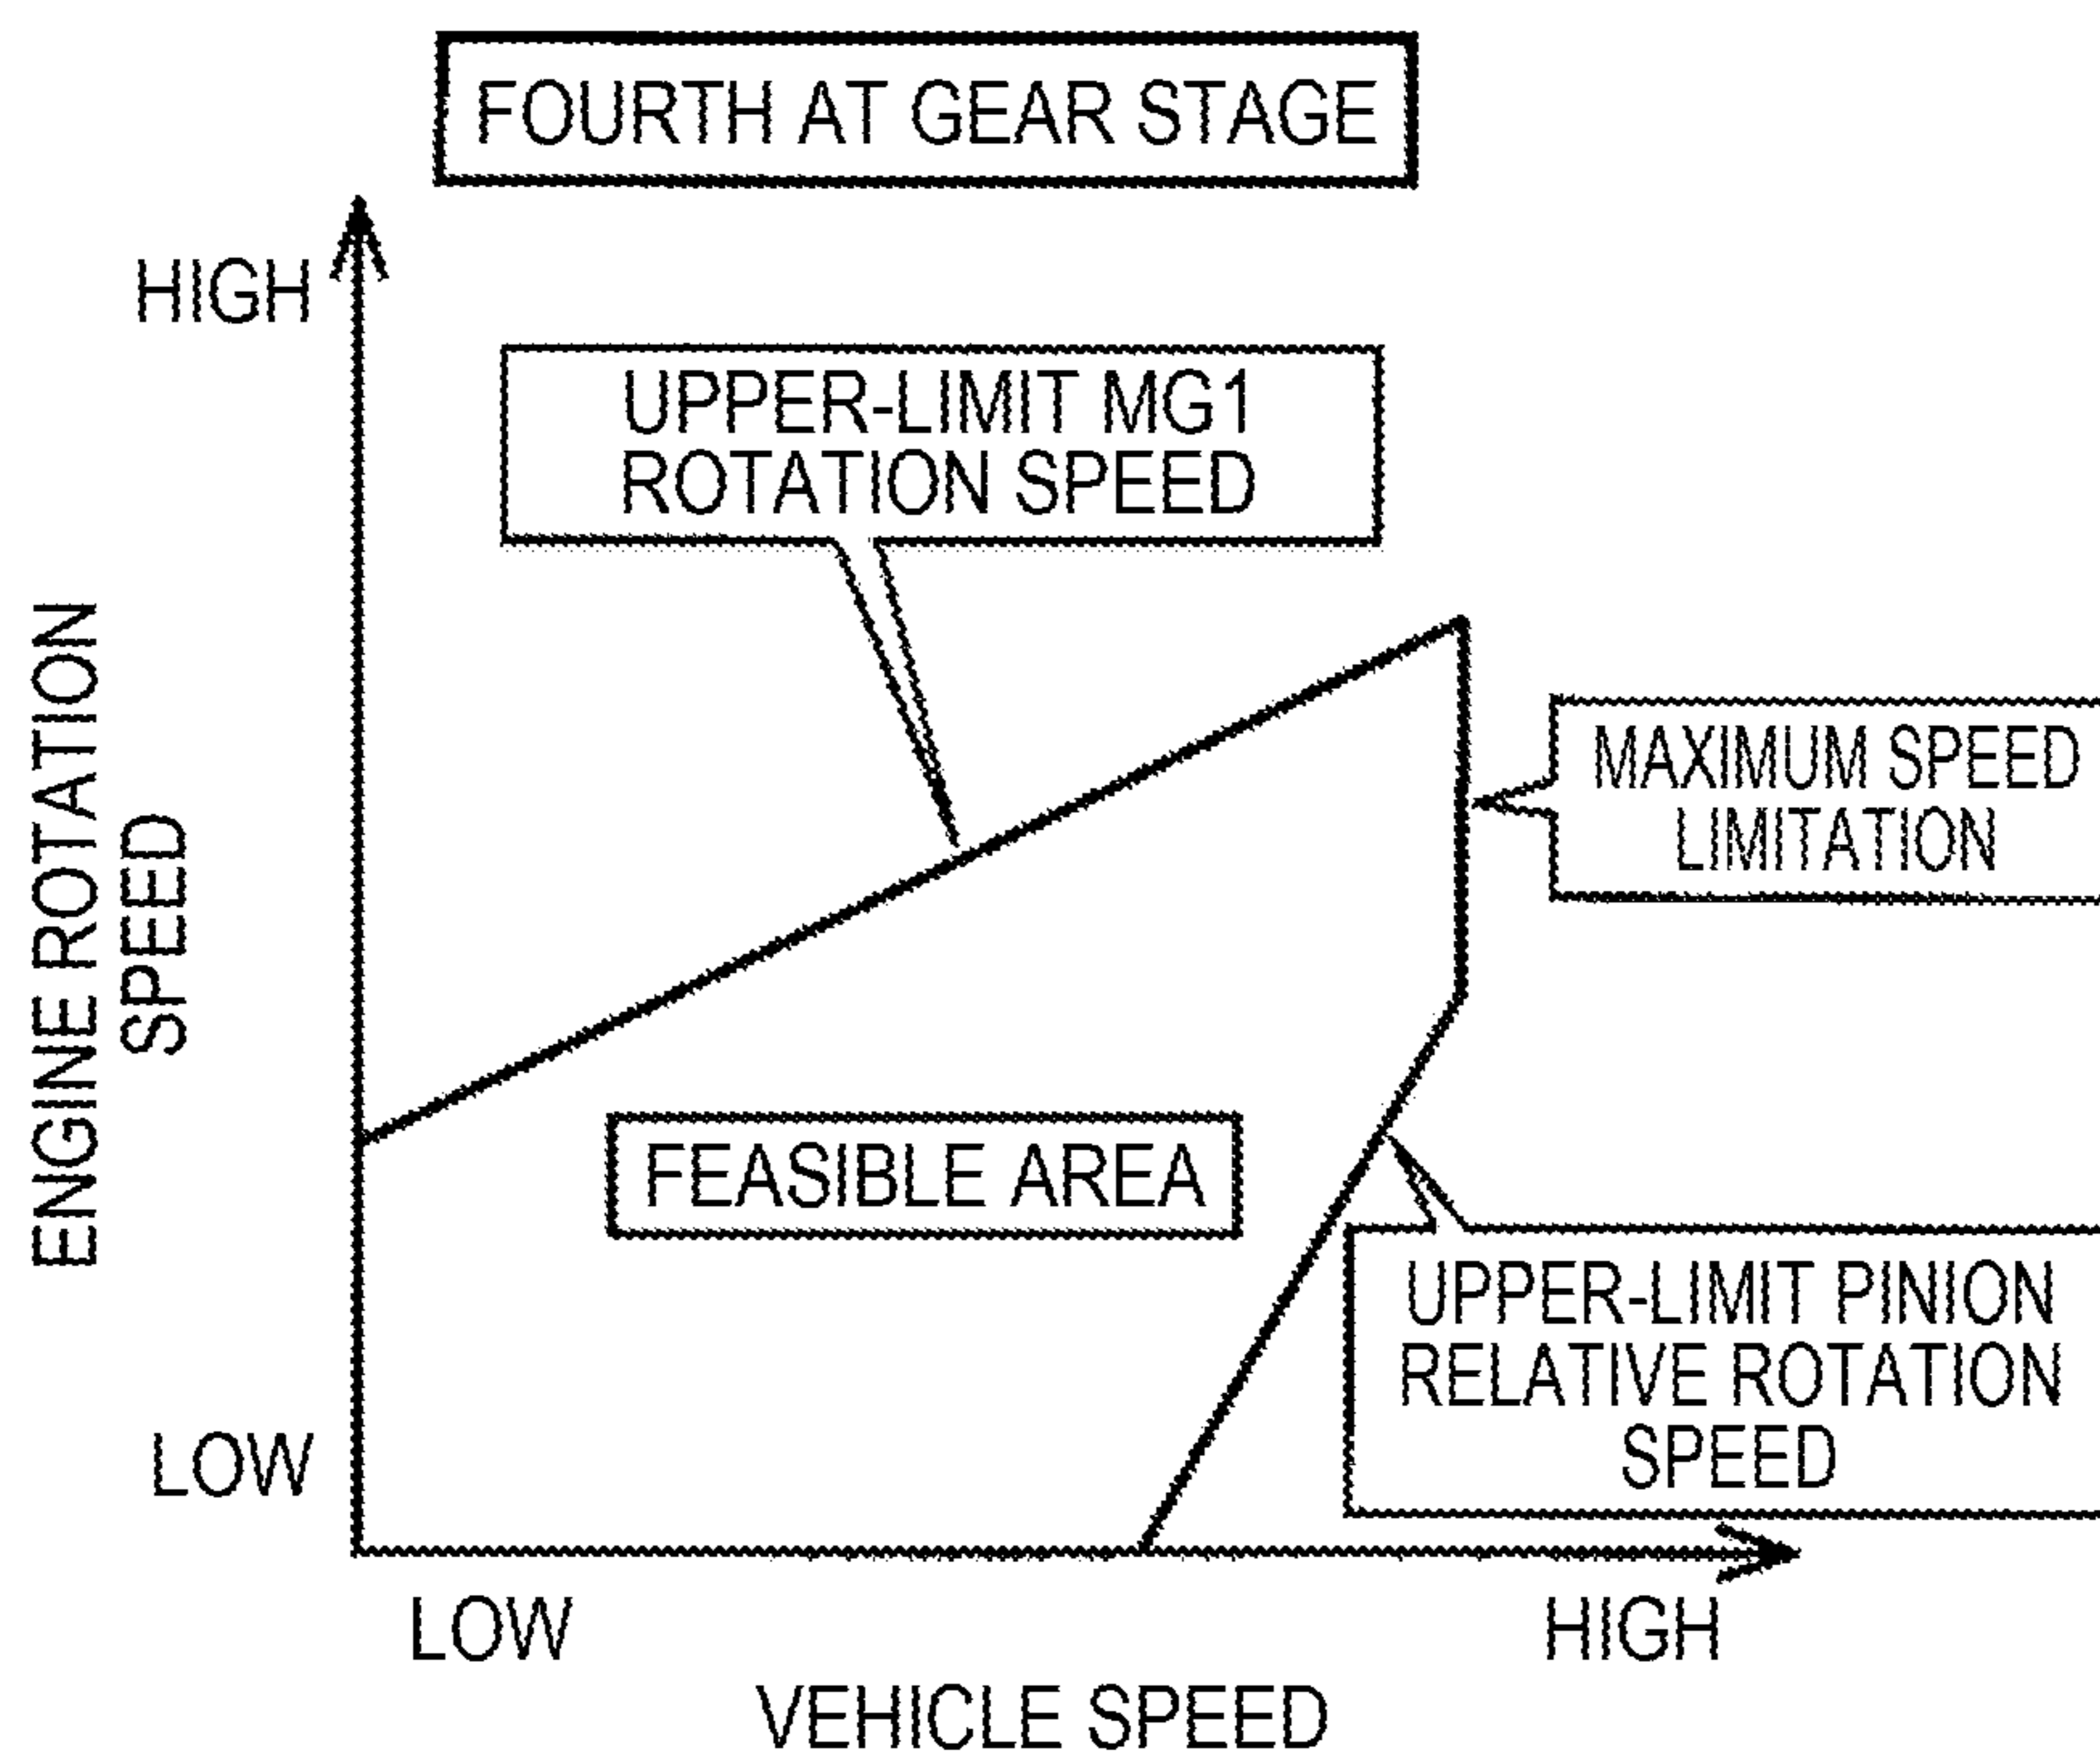 FOURTH AT GEAR STAGE
HIGH
UPPER-LIMIT MG1
ROTATION SPEED
MAXIMUM SPEED
LIMITATION
ENGINE ROTATION
SPEED
FEASIBLE AREA
UPPER-LIMIT PINION
RELATIVE ROTATION
SPEED
LOW
LOW
HIGH
VEHICLE SPEED